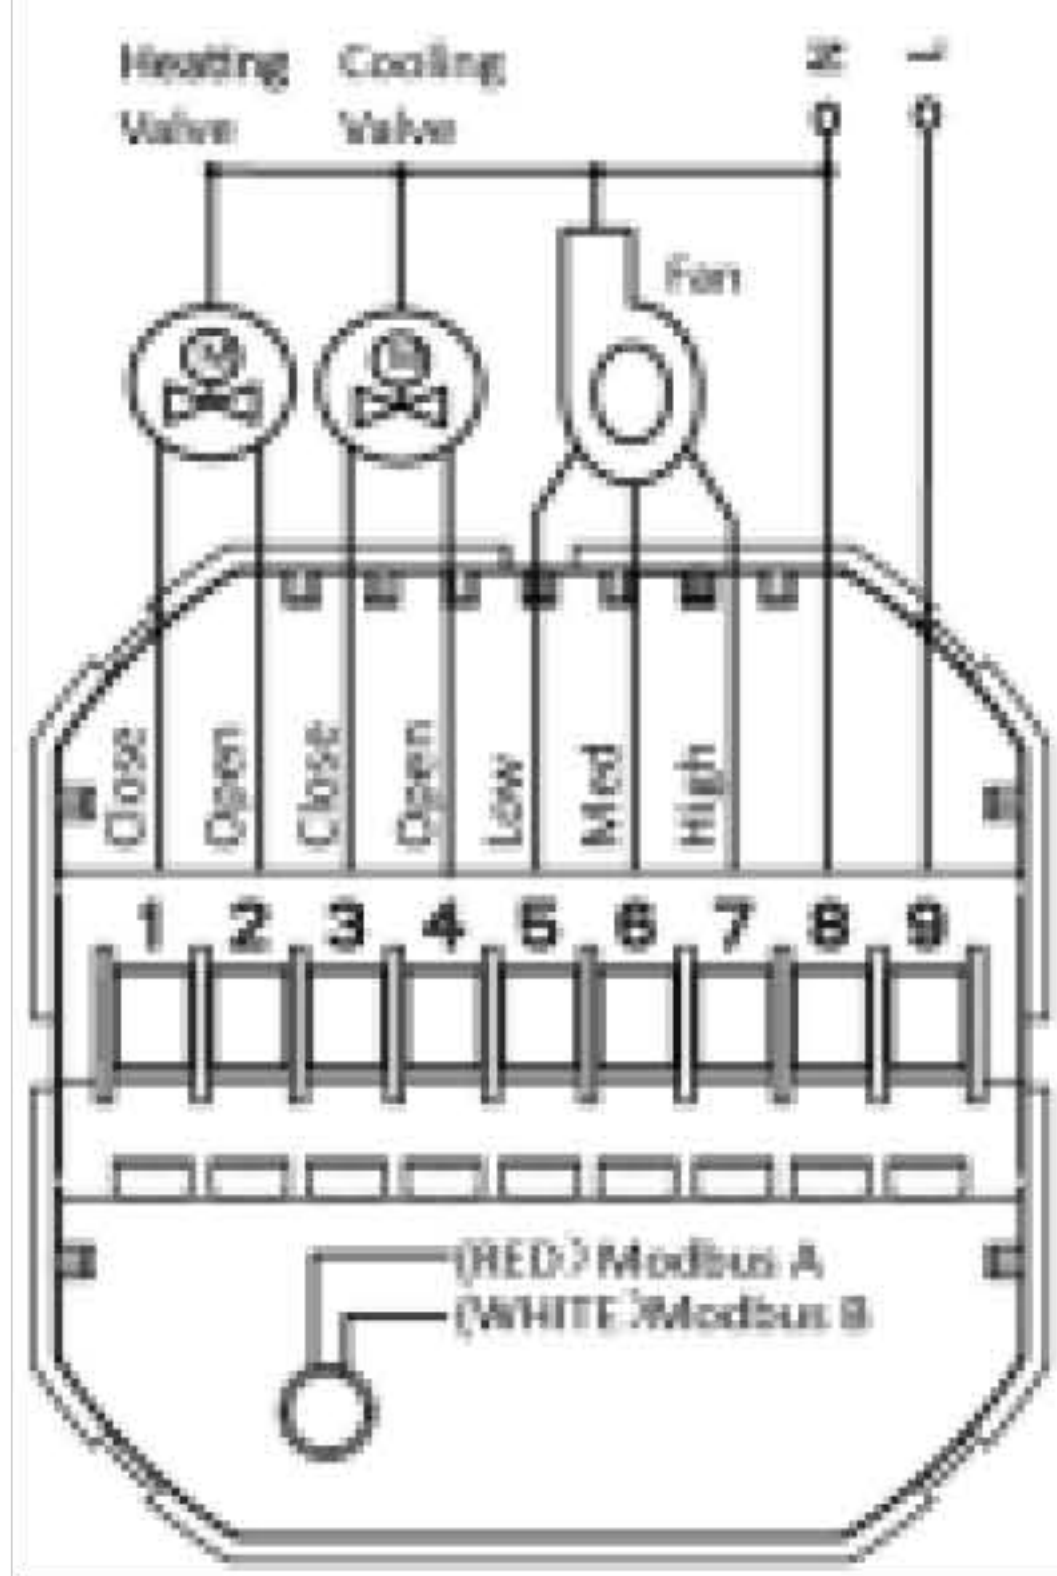 Heating Cooling
Valve Valve
N L
Fan
Close Open Close Open Low Med High
1 2 3 4 5 6 7 8 9
(RED)Modbus A
(WHITE)Modbus B